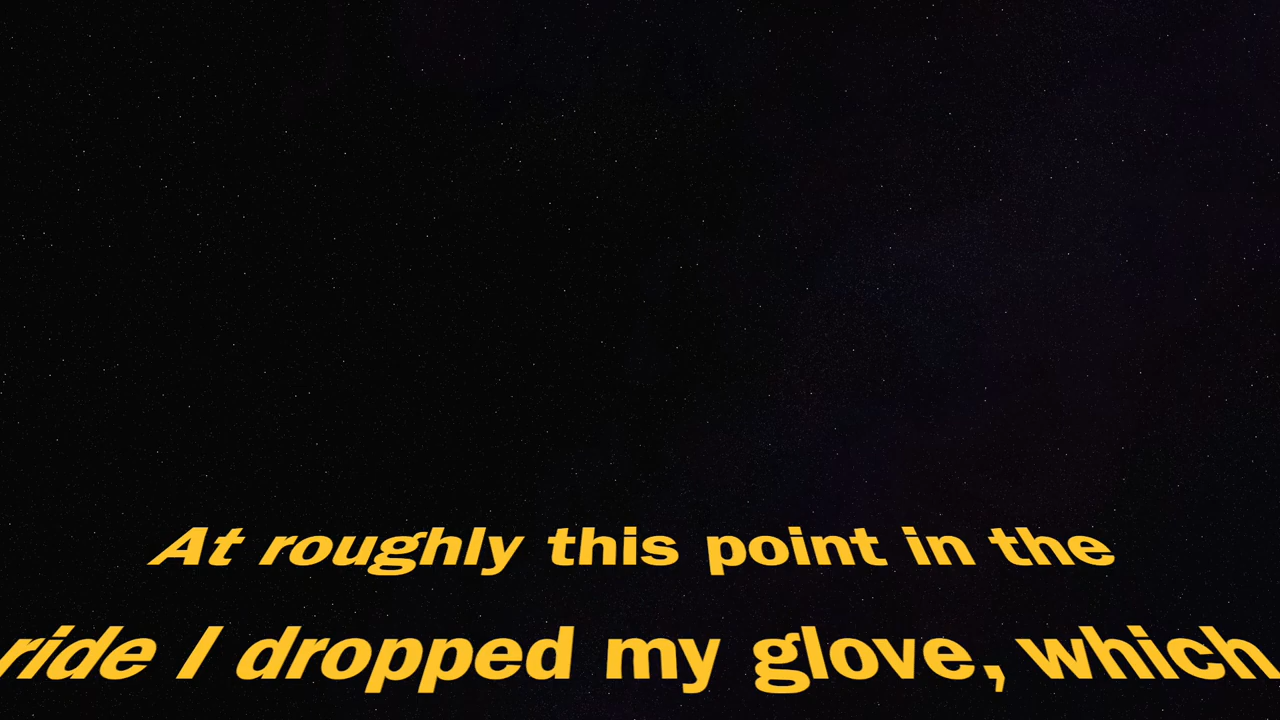 At roughly this point in the
ride I dropped my glove, which